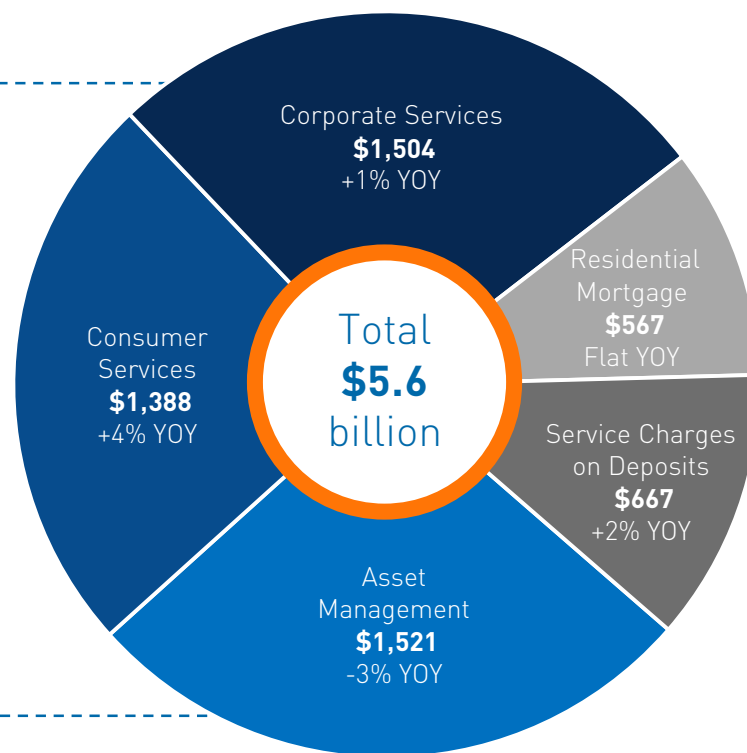 Corporate Services
$1,504
+1% YOY
Residential
Mortgage
$567
Flat YOY
Consumer
Services
$1,388
+4% YOY
Total
$5.6
billion
Service Charges
on Deposits
$667
+2% YOY
Asset
Management
$1,521
-3% YOY